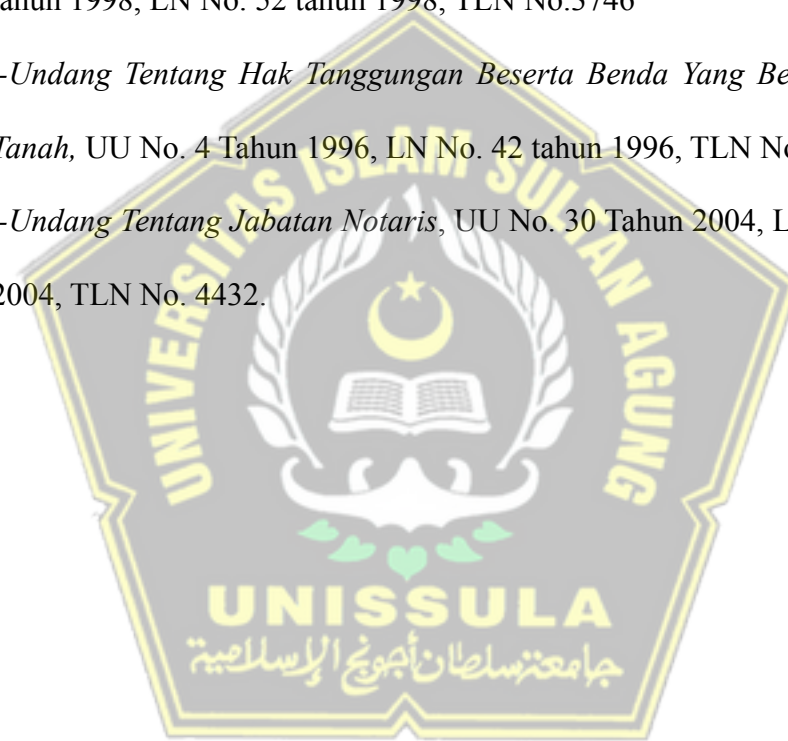 tahun 1998, LN No. 52 tahun 1998, TLN No.3746
-Undang Tentang Hak Tanggungan Beserta Benda Yang Be
Tanah, UU No. 4 Tahun 1996, LN No. 42 tahun 1996, TLN No
-Undang Tentang Jabatan Notaris, UU No. 30 Tahun 2004, L
2004, TLN No. 4432.
UNIVERSITAS ISLAM SULTAN AGUNG
UNISSULA
جامعة سلطان أجونج الإسلامية